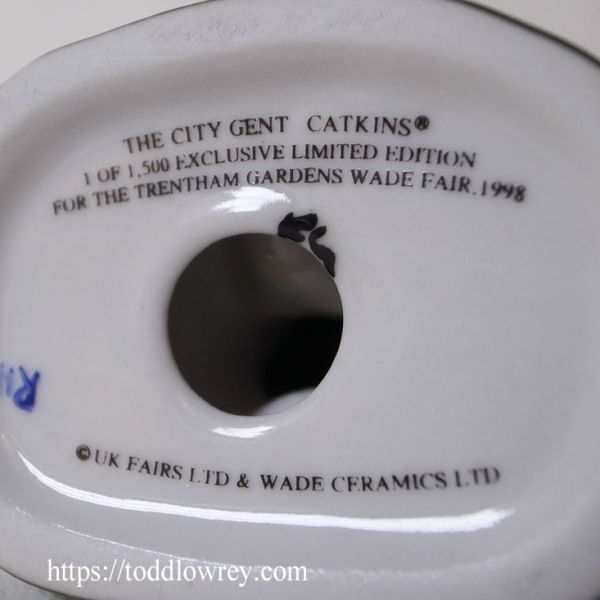 THE CITY GENT CATKINS®
1 OF 1,500 EXCLUSIVE LIMITED EDITION
FOR THE TRENTHAM GARDENS WADE FAIR.1998
©UK FAIRS LTD & WADE CERAMICS LTD
https://toddlowrey.com